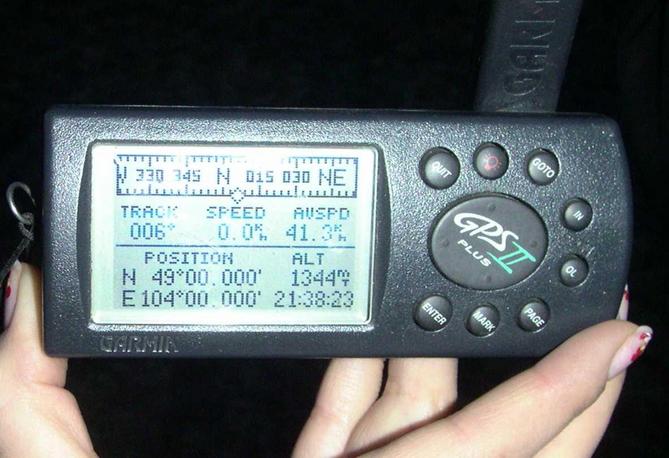 GARMIN
W 330 345 N 015 030 NE
TRACK SPEED AVSPD
006° 0.0 41.3
POSITION ALT
N 49°00.000' 1344
E 104°00.000' 21:38:23
GARMIN
QUIT
GOTO
IN
GPS II
PLUS
ENTER
MARK
PAGE